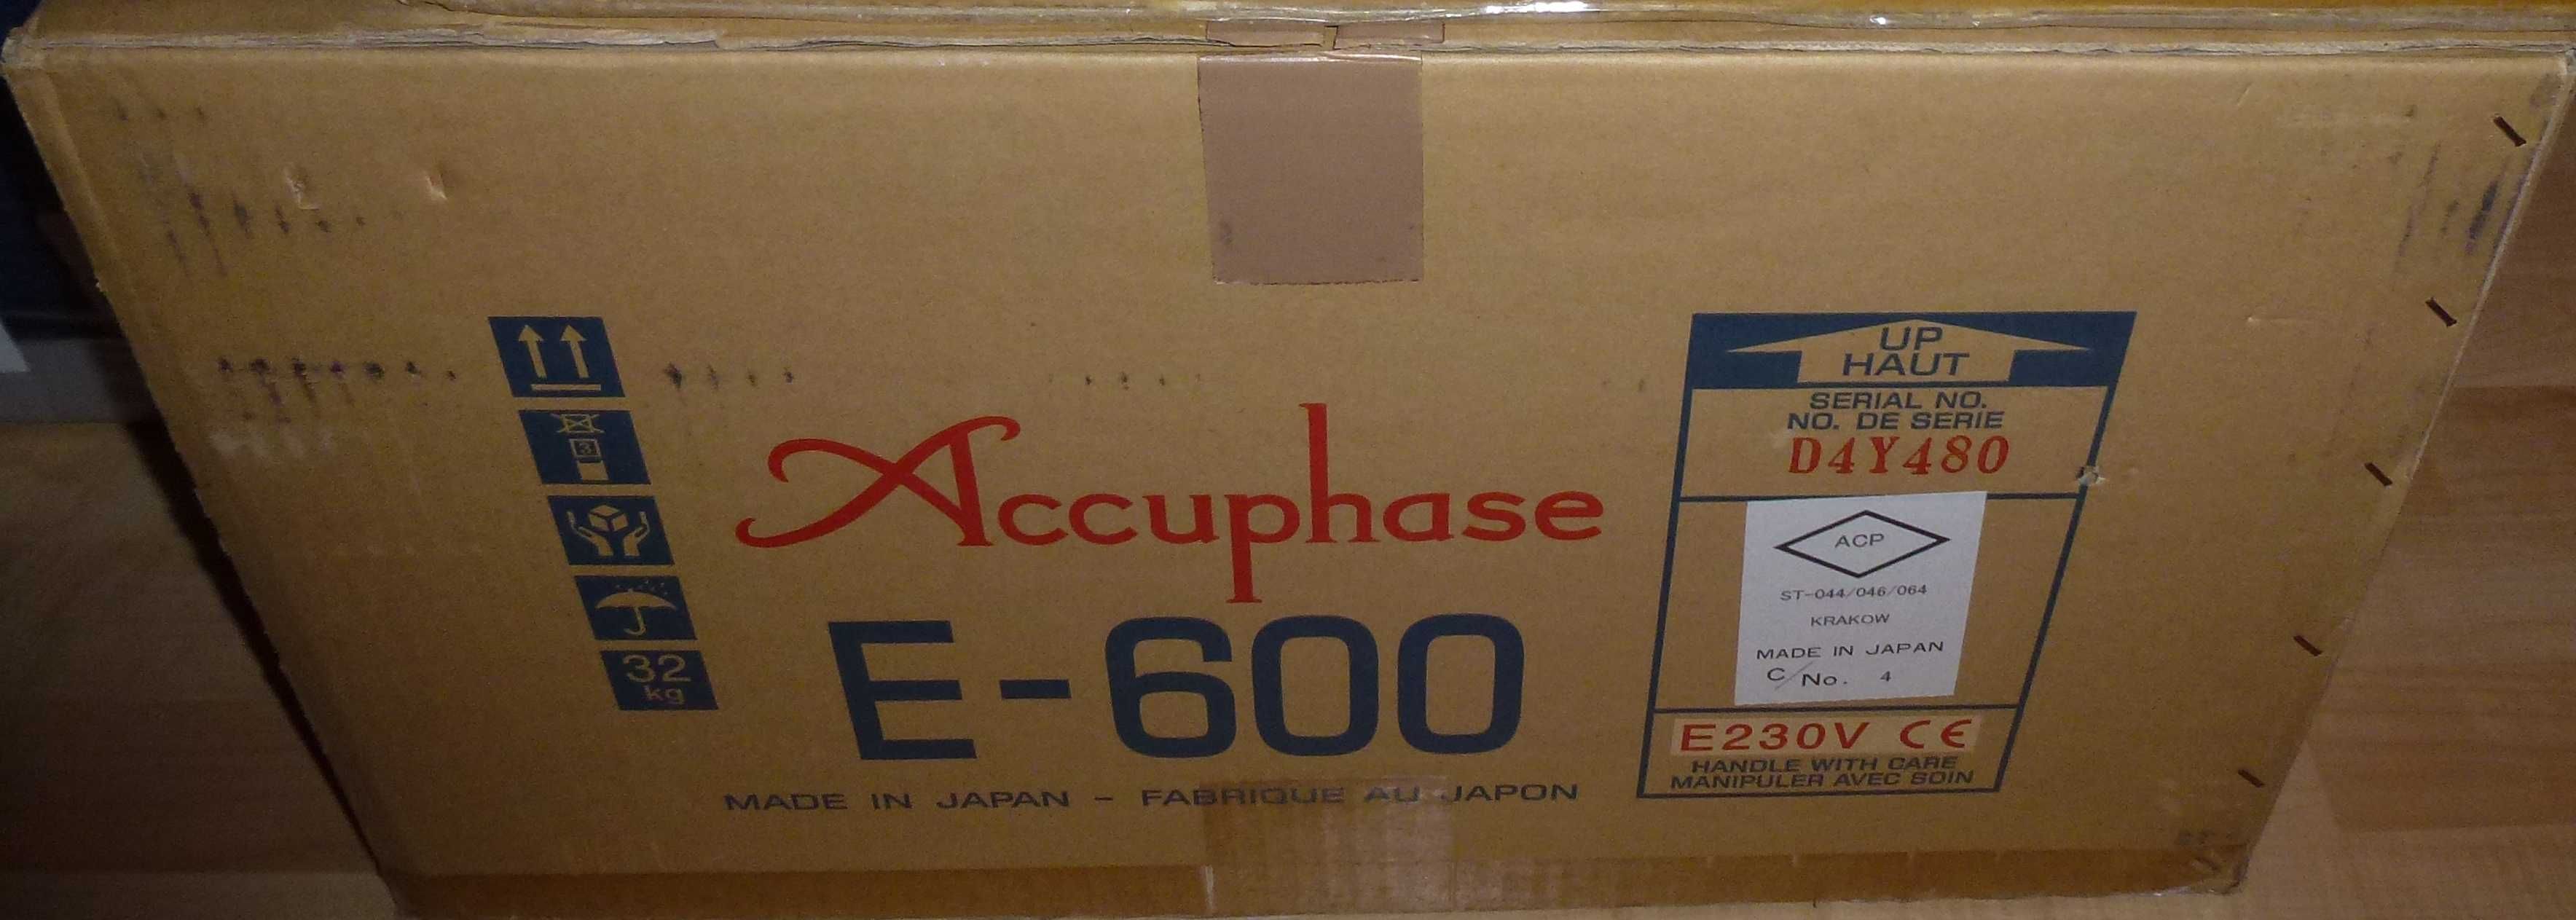 3
32
kg
Accuphase
E-600
MADE IN JAPAN - FABRIQUE AU JAPON
UP
HAUT
SERIAL NO.
NO. DE SERIE
D4Y480
ACP
ST-044/046/064
KRAKOW
MADE IN JAPAN
C/No. 4
E230V CE
HANDLE WITH CARE
MANIPULER AVEC SOIN